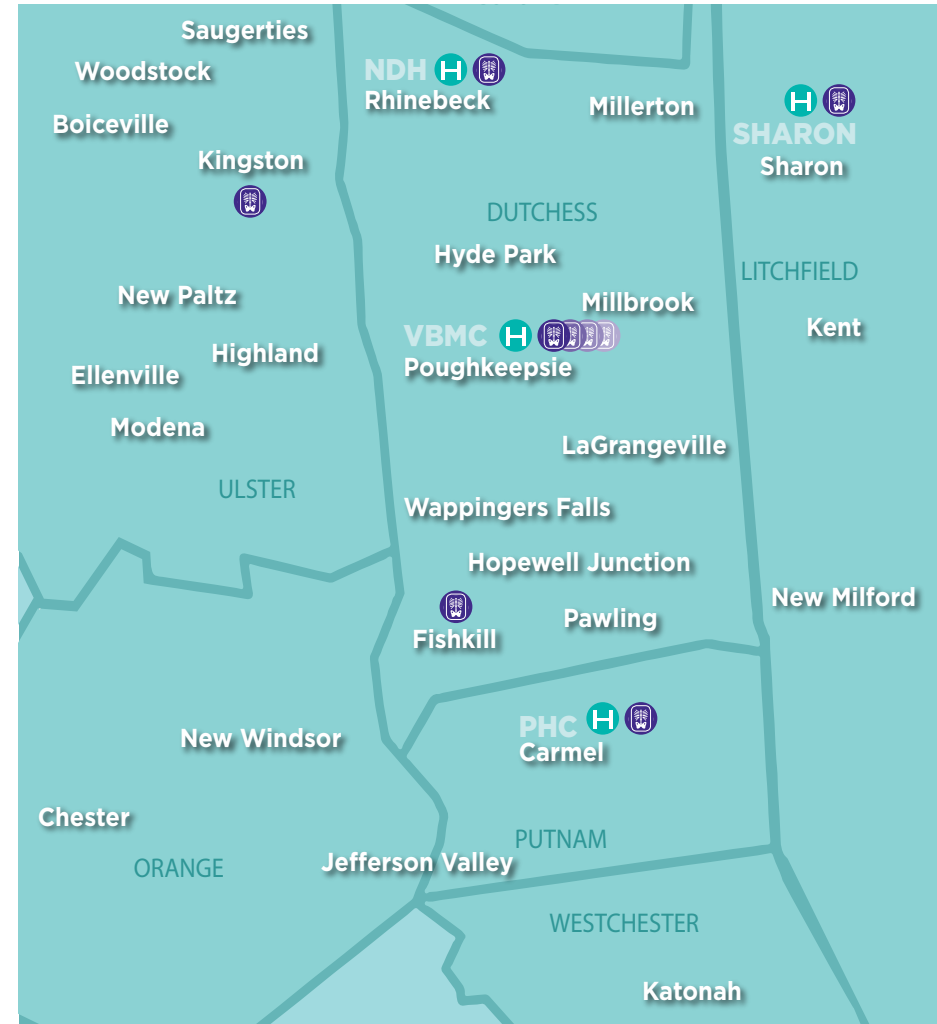 Saugerties
Woodstock
NDH H
Rhinebeck
Millerton
H
SHARON
Sharon
Boiceville
Kingston
DUTCHESS
Hyde Park
LITCHFIELD
New Paltz
Millbrook
Kent
VBMC H
Poughkeepsie
Highland
Ellenville
Modena
LaGrangeville
ULSTER
Wappingers Falls
Hopewell Junction
New Milford
Fishkill
Pawling
PHC H
Carmel
New Windsor
Chester
PUTNAM
Jefferson Valley
ORANGE
WESTCHESTER
Katonah